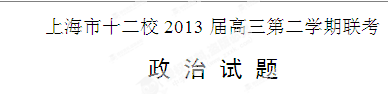 上海市十二校 2013 届高三第二学期联考
政 治 试 题